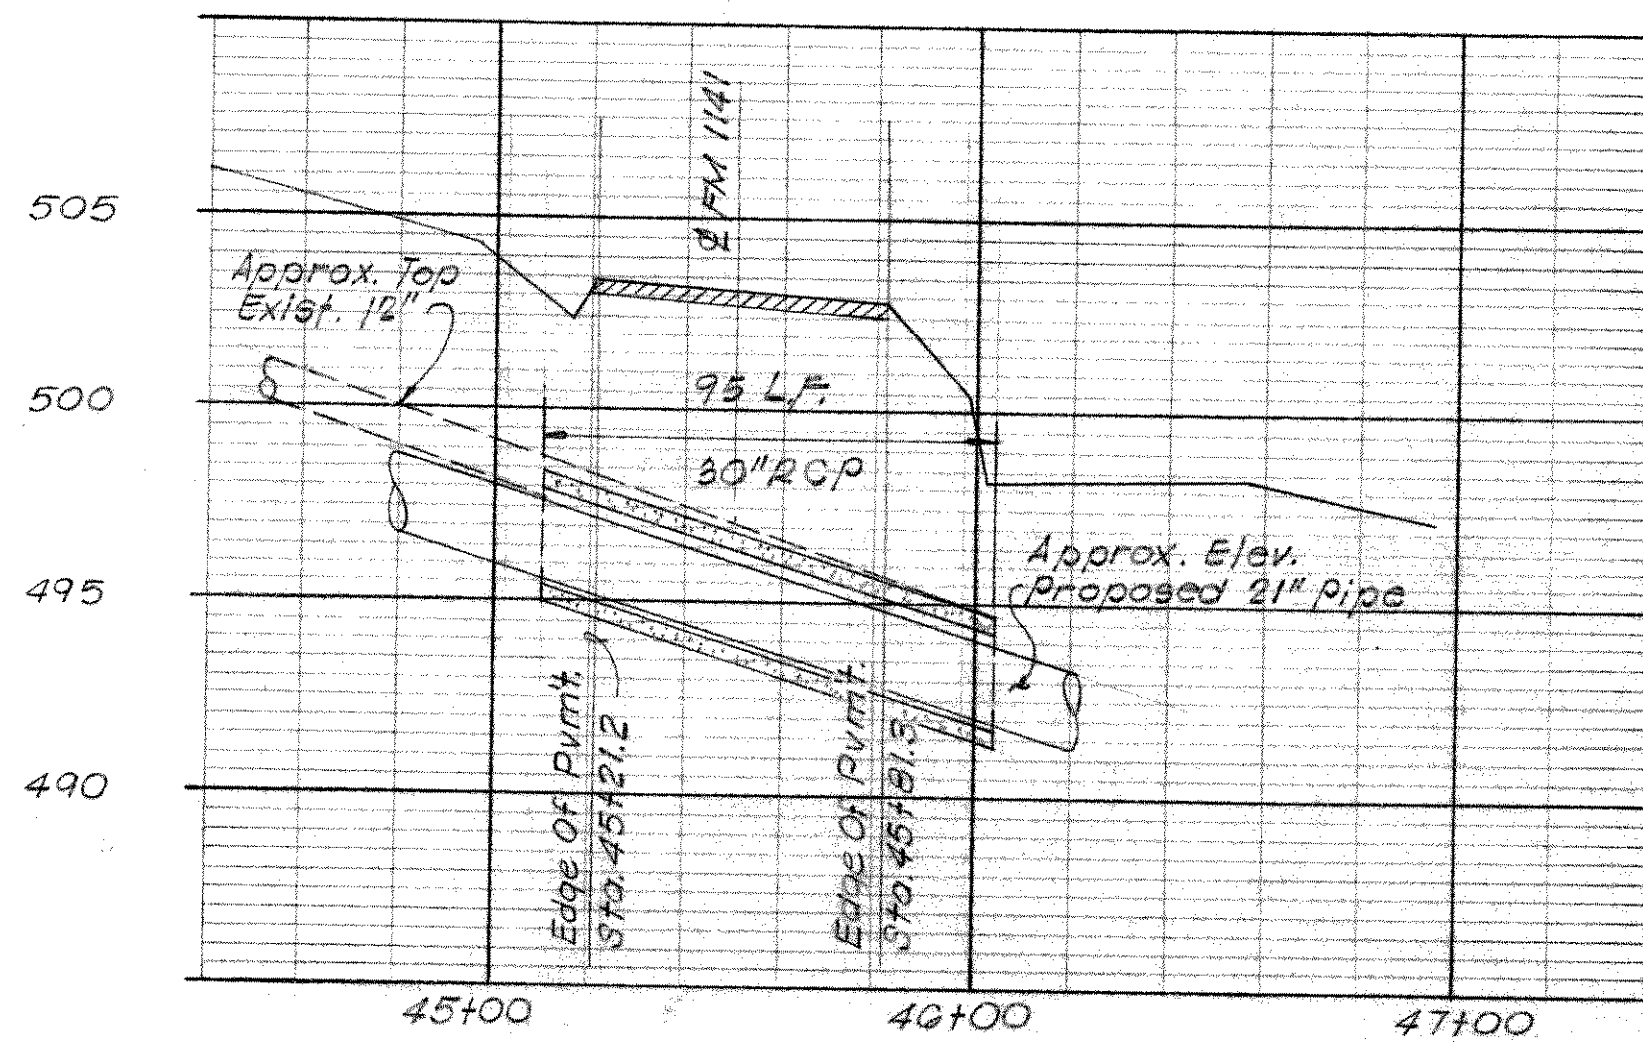 ℄ FM 1141
505
Approx. Top
Exist. 12"
500
95 L.F.
30" RCP
Approx. Elev.
Proposed 21" Pipe
495
Edge Of Pvmt.
Sta. 45+21.2
Edge Of Pvmt.
Sta. 45+81.3
490
45+00
46+00
47+00